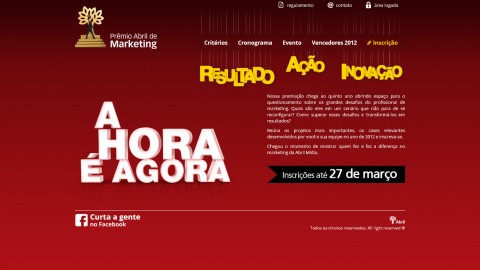 regulamento
contato
área logada
Prêmio Abril de
Marketing
Critérios
Cronograma
Evento
Vencedores 2012
Inscrição
RESULTADO
AÇÃO
INOVAÇÃO
A
HORA
É AGORA
Nossa premiação chega ao quinto ano abrindo espaço para o
questionamento sobre os grandes desafios do profissional de
marketing. Quais são eles em um cenário que não para de se
reconfigurar? Como superar esses desafios e transformá-los em
resultados?
Reúna os projetos mais importantes, os cases relevantes
desenvolvidos por você e sua equipe no ano de 2012 e inscreva-se.
Chegou o momento de mostrar quem fez e faz a diferença no
marketing da Abril Mídia.
Inscrições até 27 de março
Curta a gente
no Facebook
Abril
Todos os direitos reservados. All right reserved ®